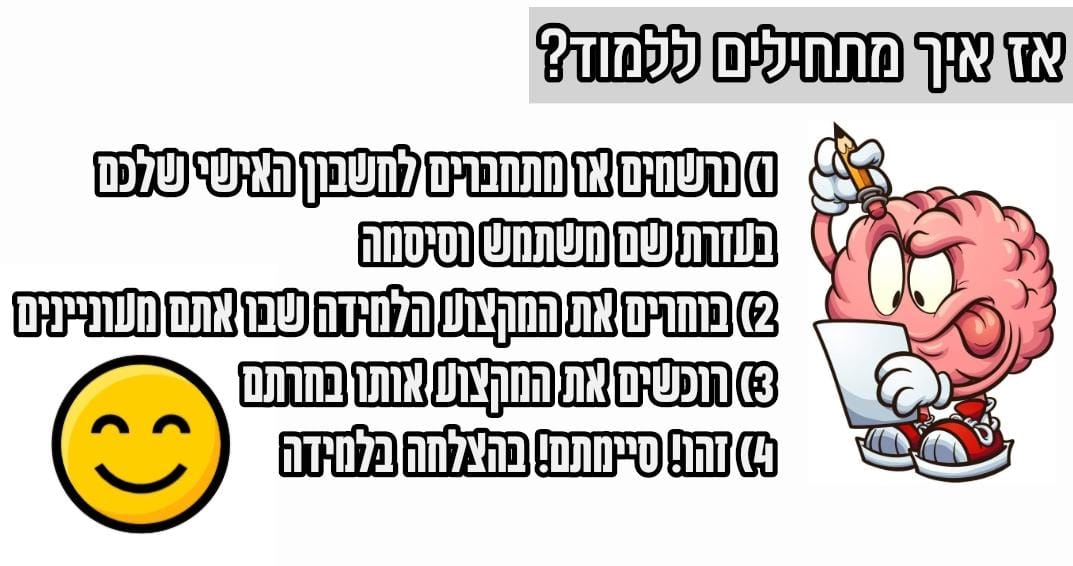 אז איך מתחילים ללמוד?
1) נרשמים או מתחברים לחשבון האישי שלכם
בעזרת שם משתמש וסיסמה
2) בוחרים את המקצוע הלמידה שבו אתם מעוניינים
3) רוכשים את המקצוע אותו בחרתם
4) זהו! סיימתם! בהצלחה בלמידה